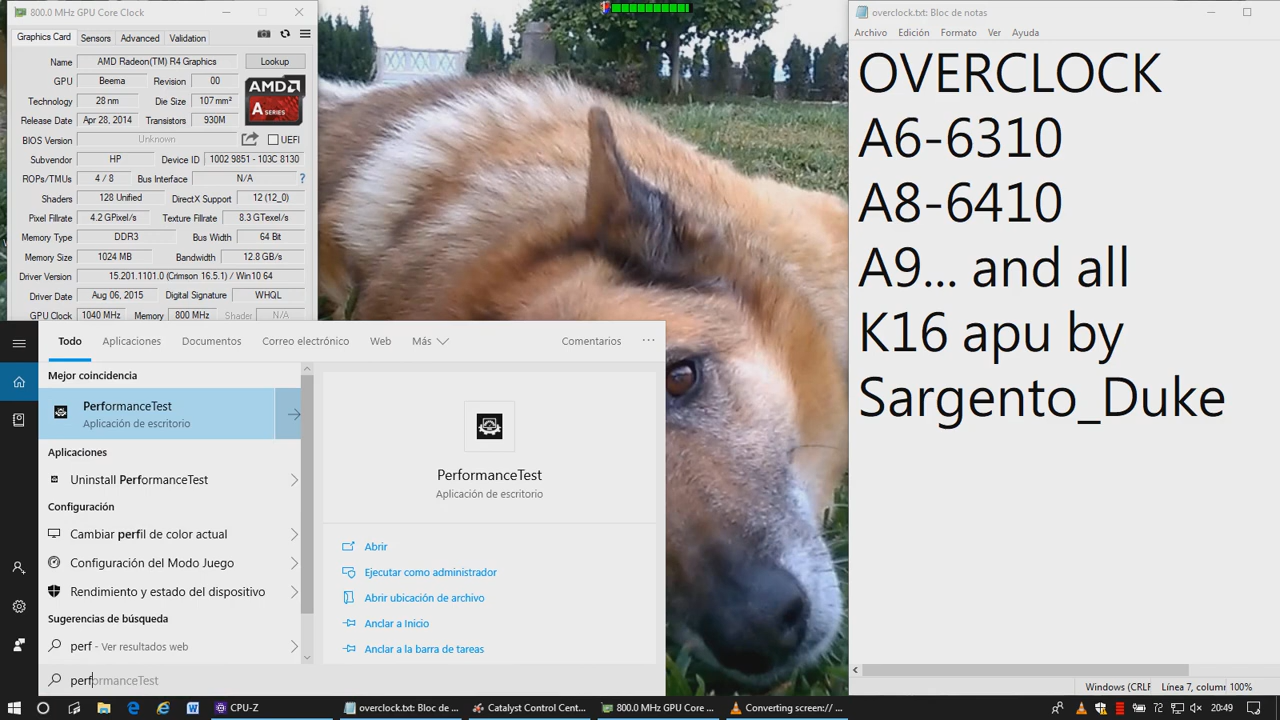 800.0 MHz GPU Core Clock
Graphics Card Sensors Advanced Validation
Name AMD Radeon(TM) R4 Graphics Lookup
GPU Beema Revision 00
AMD
A SERIES
Technology 28 nm Die Size 107 mm²
Release Date Apr 28, 2014 Transistors 930M
BIOS Version Unknown UEFI
Subvendor HP Device ID 1002 9851 - 103C 8130
ROPs/TMUs 4 / 8 Bus Interface N/A ?
Shaders 128 Unified DirectX Support 12 (12_0)
Pixel Fillrate 4.2 GPixel/s Texture Fillrate 8.3 GTexel/s
Memory Type DDR3 Bus Width 64 Bit
Memory Size 1024 MB Bandwidth 12.8 GB/s
Driver Version 15.201.1101.0 (Crimson 16.5.1) / Win10 64
Driver Date Aug 06, 2015 Digital Signature WHQL
GPU Clock 1040 MHz Memory 800 MHz Shader N/A
Todo Aplicaciones Documentos Correo electrónico Web Más Comentarios ...
Mejor coincidencia
PerformanceTest
Aplicación de escritorio
Aplicaciones
Uninstall PerformanceTest
Configuración
Cambiar perfil de color actual
Configuración del Modo Juego
Rendimiento y estado del dispositivo
Sugerencias de búsqueda
perf - Ver resultados web
performanceTest
PerformanceTest
Aplicación de escritorio
Abrir
Ejecutar como administrador
Abrir ubicación de archivo
Anclar a Inicio
Anclar a la barra de tareas
overclock.txt: Bloc de notas
Archivo Edición Formato Ver Ayuda
OVERCLOCK
A6-6310
A8-6410
A9... and all
K16 apu by
Sargento_Duke
Windows (CRLF Línea 7, column 100%
CPU-Z overclock.txt: Bloc de ... Catalyst Control Cent... 800.0 MHz GPU Core ... Converting screen:// ... 72 20:49